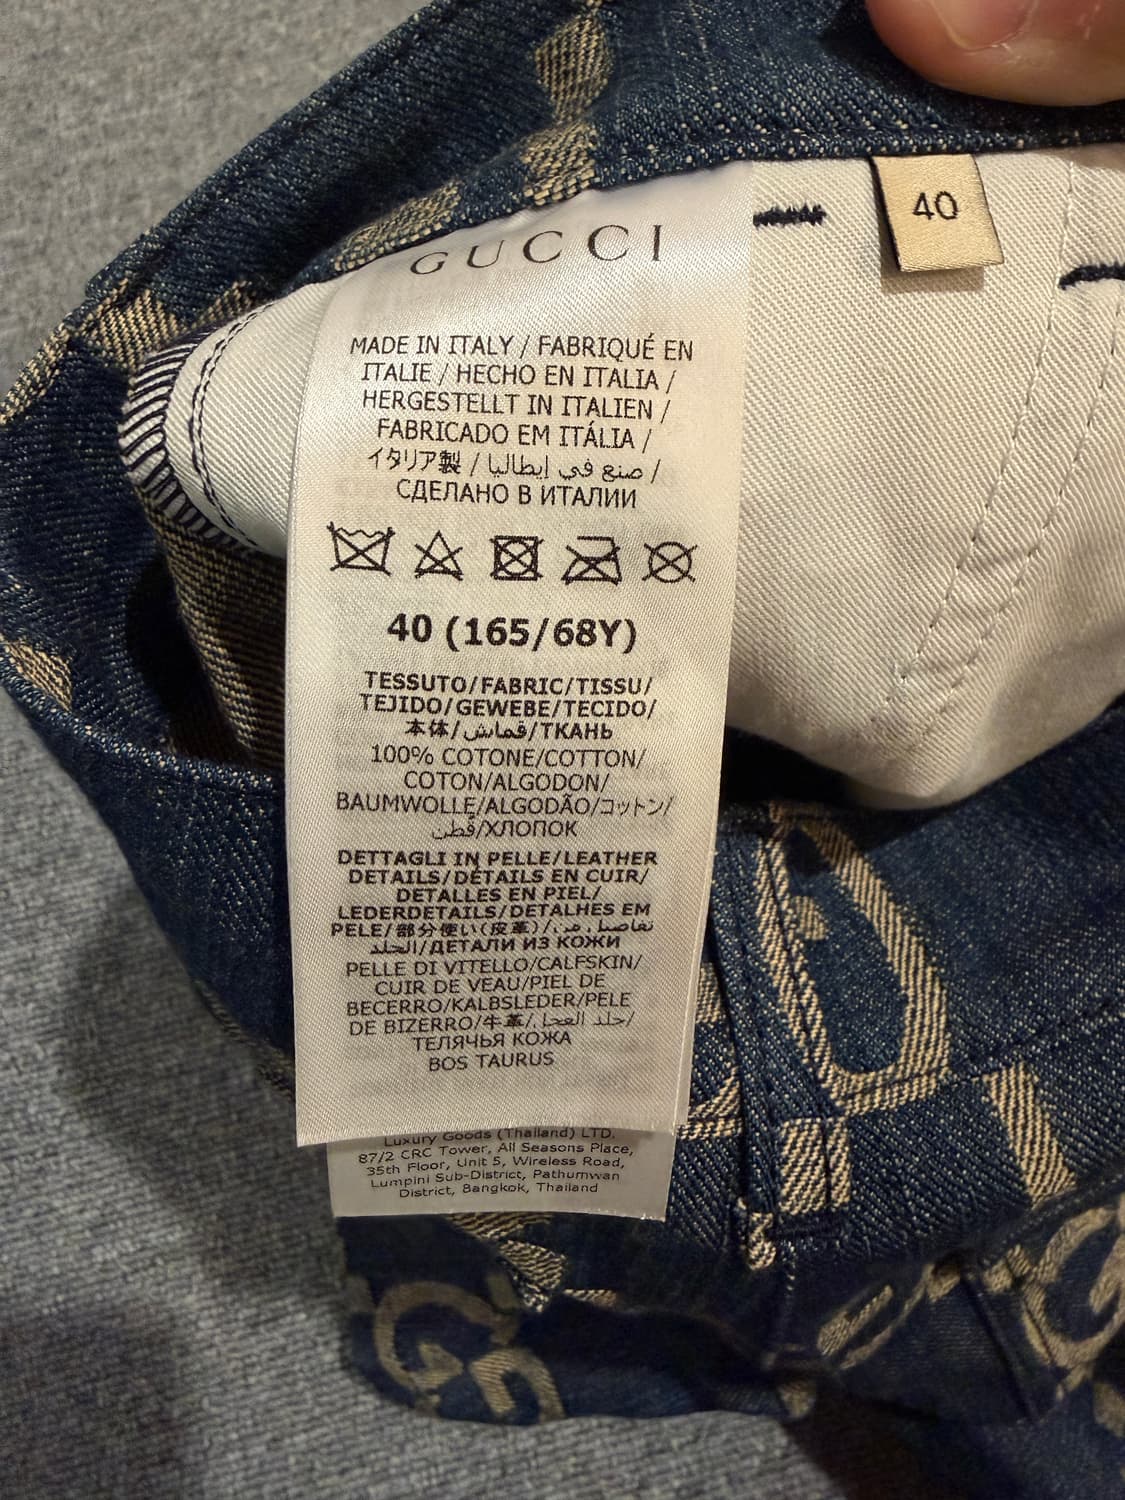 GUCCI
40
MADE IN ITALY / FABRIQUÉ EN
ITALIE / HECHO EN ITALIA /
HERGESTELLT IN ITALIEN /
FABRICADO EM ITÁLIA /
イタリア製 / صنع في إيطاليا /
СДЕЛАНО В ИТАЛИИ
40 (165/68Y)
TESSUTO/FABRIC/TISSU/
TEJIDO/GEWEBE/TECIDO/
本体/قماش/ТКАНЬ
100% COTONE/COTTON/
COTON/ALGODON/
BAUMWOLLE/ALGODÃO/コットン/
قطن/ХЛОПОК
DETTAGLI IN PELLE/LEATHER
DETAILS/DÉTAILS EN CUIR/
DETALLES EN PIEL/
LEDERDETAILS/DETALHES EM
PELE/部分使い(皮革)/تفاصيل من
الجلد/ДЕТАЛИ ИЗ КОЖИ
PELLE DI VITELLO/CALFSKIN/
CUIR DE VEAU/PIEL DE
BECERRO/KALBSLEDER/PELE
DE BIZERRO/牛革/جلد العجل/
ТЕЛЯЧЬЯ КОЖА
BOS TAURUS
Luxury Goods (Thailand) LTD.
87/2 CRC Tower, All Seasons Place,
35th Floor, Unit 5, Wireless Road,
Lumpini Sub-District, Pathumwan
District, Bangkok, Thailand